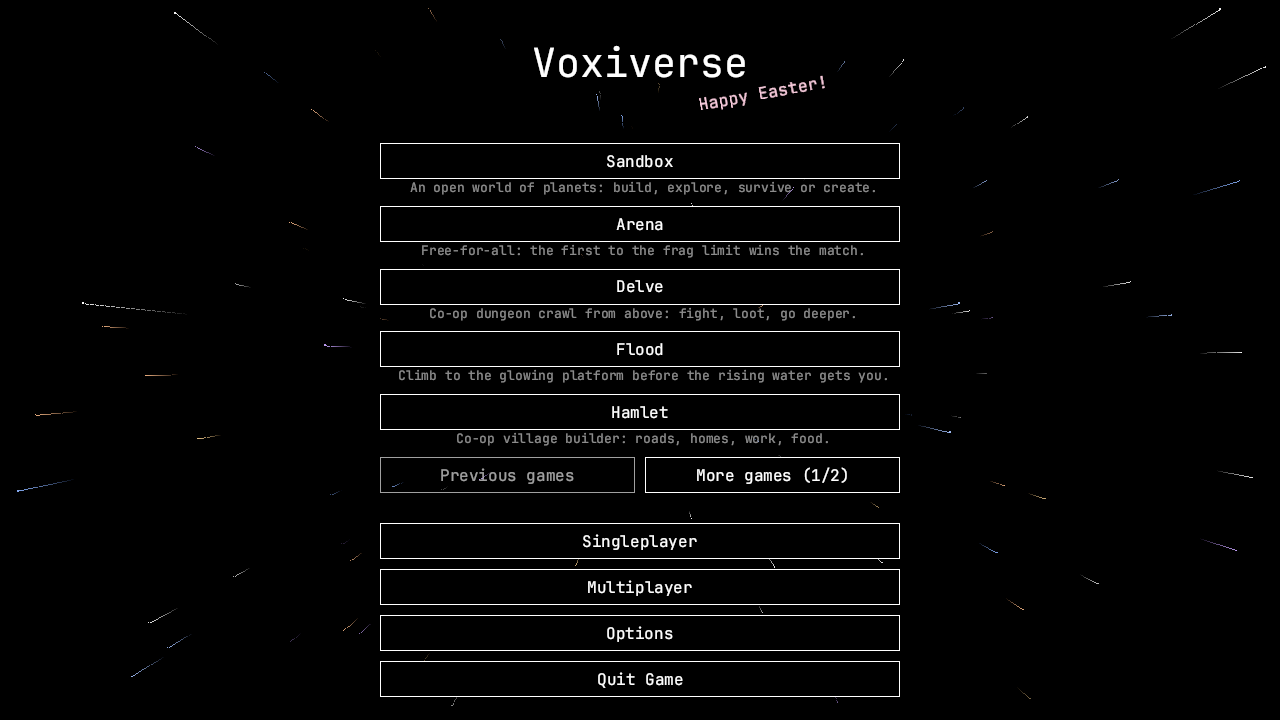 Voxiverse
Happy Easter!
Sandbox
An open world of planets: build, explore, survive or create.
Arena
Free-for-all: the first to the frag limit wins the match.
Delve
Co-op dungeon crawl from above: fight, loot, go deeper.
Flood
Climb to the glowing platform before the rising water gets you.
Hamlet
Co-op village builder: roads, homes, work, food.
Previous games
More games (1/2)
Singleplayer
Multiplayer
Options
Quit Game